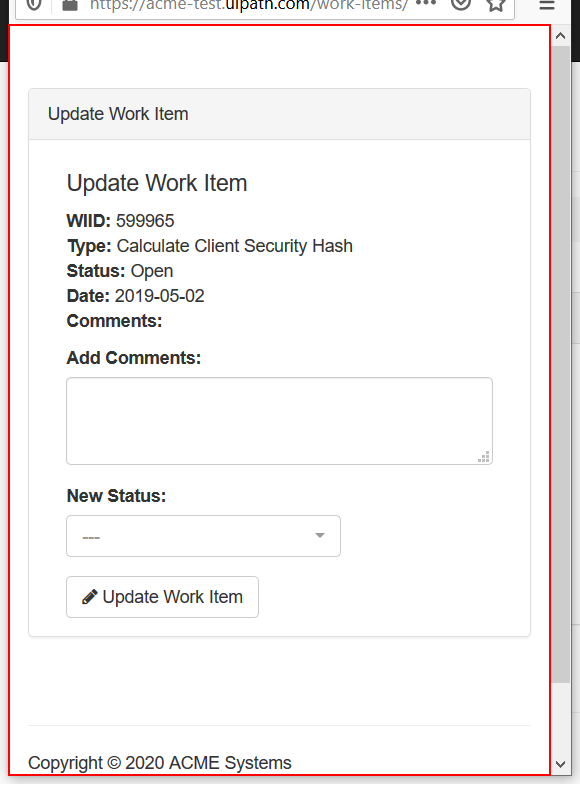 https://acme-test.uipath.com/work-items/
Update Work Item
Update Work Item
WIID: 599965
Type: Calculate Client Security Hash
Status: Open
Date: 2019-05-02
Comments:
Add Comments:
New Status:
---
Update Work Item
Copyright © 2020 ACME Systems